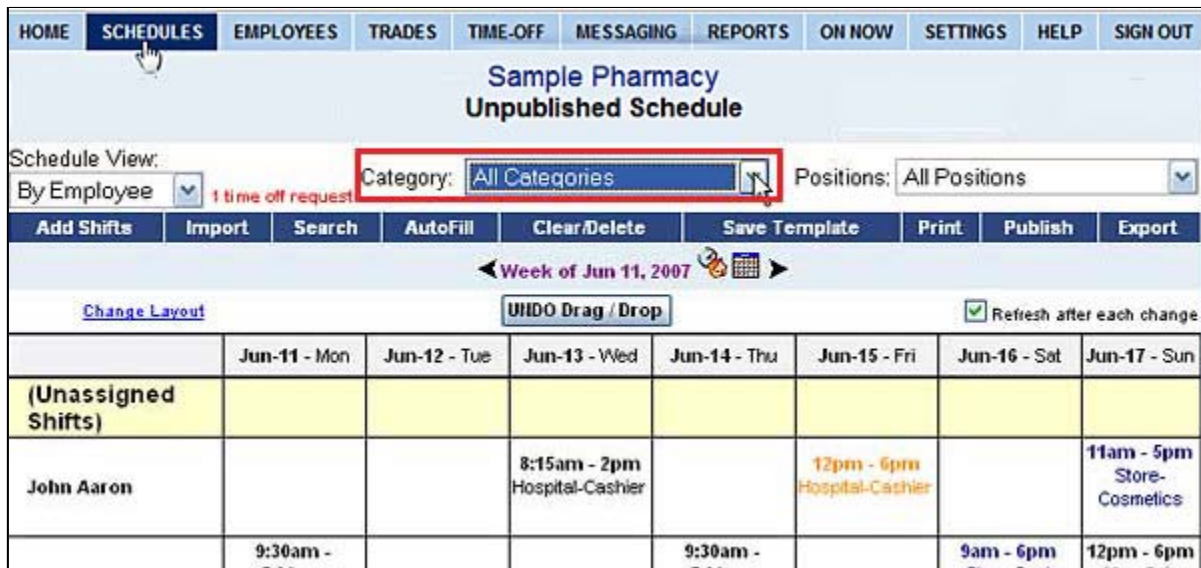 HOME SCHEDULES EMPLOYEES TRADES TIME-OFF MESSAGING REPORTS ON NOW SETTINGS HELP SIGN OUT
Sample Pharmacy
Unpublished Schedule
Schedule View:
By Employee 1 time off request Category: All Categories Positions: All Positions
Add Shifts Import Search AutoFill Clear/Delete Save Template Print Publish Export
Week of Jun 11, 2007
Change Layout UNDO Drag / Drop Refresh after each change
Jun-11 - Mon Jun-12 - Tue Jun-13 - Wed Jun-14 - Thu Jun-15 - Fri Jun-16 - Sat Jun-17 - Sun
(Unassigned
Shifts)
John Aaron
8:15am - 2pm
Hospital-Cashier
12pm - 6pm
Hospital-Cashier
11am - 5pm
Store-
Cosmetics
9:30am - 9:30am - 9am - 6pm 12pm - 6pm